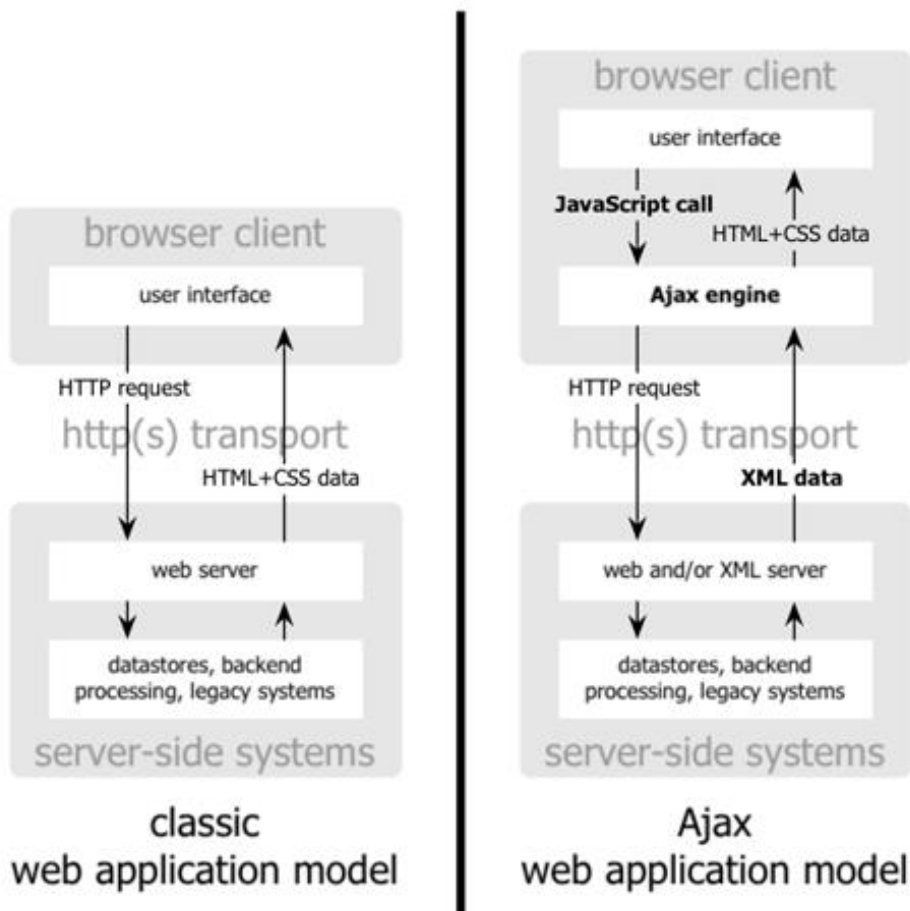 browser client
user interface
HTTP request
http(s) transport
HTML+CSS data
web server
datastores, backend
processing, legacy systems
server-side systems
classic
web application model
browser client
user interface
JavaScript call
HTML+CSS data
Ajax engine
HTTP request
http(s) transport
XML data
web and/or XML server
datastores, backend
processing, legacy systems
server-side systems
Ajax
web application model